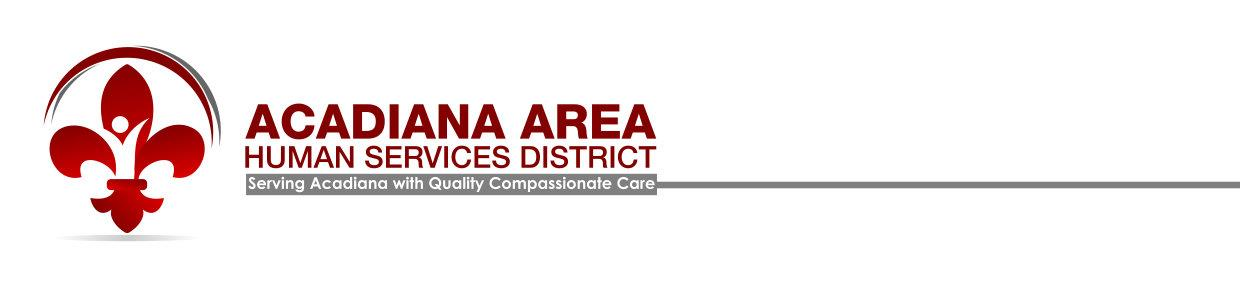 ACADIANA AREA
HUMAN SERVICES DISTRICT
Serving Acadiana with Quality Compassionate Care